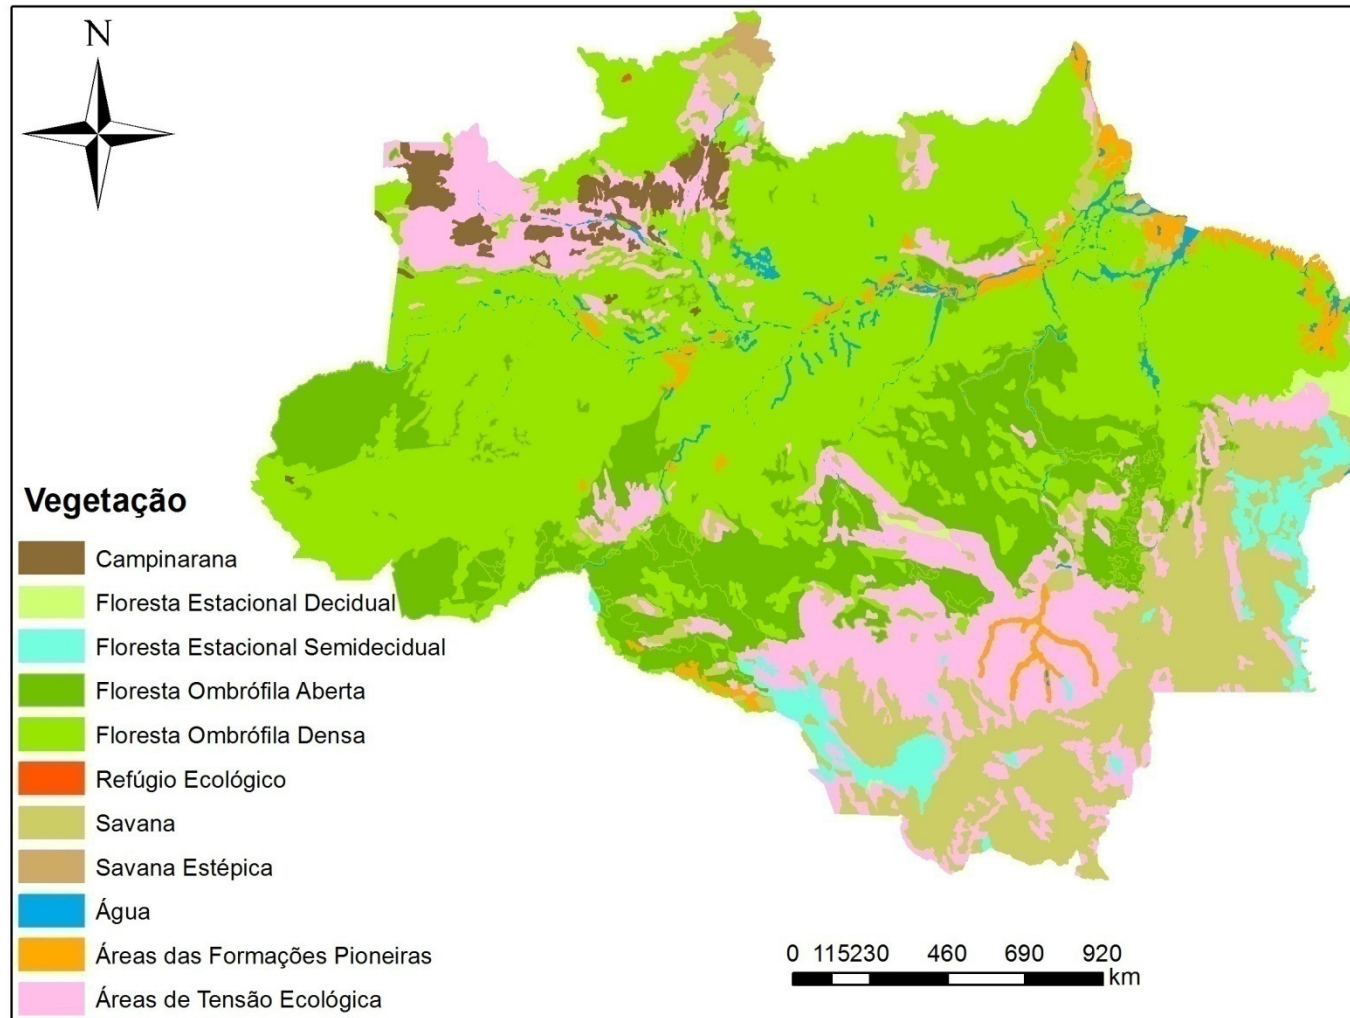 N
Vegetação
Campinarana
Floresta Estacional Decidual
Floresta Estacional Semidecidual
Floresta Ombrófila Aberta
Floresta Ombrófila Densa
Refúgio Ecológico
Savana
Savana Estépica
Água
Áreas das Formações Pioneiras
Áreas de Tensão Ecológica
0 115230 460 690 920
km